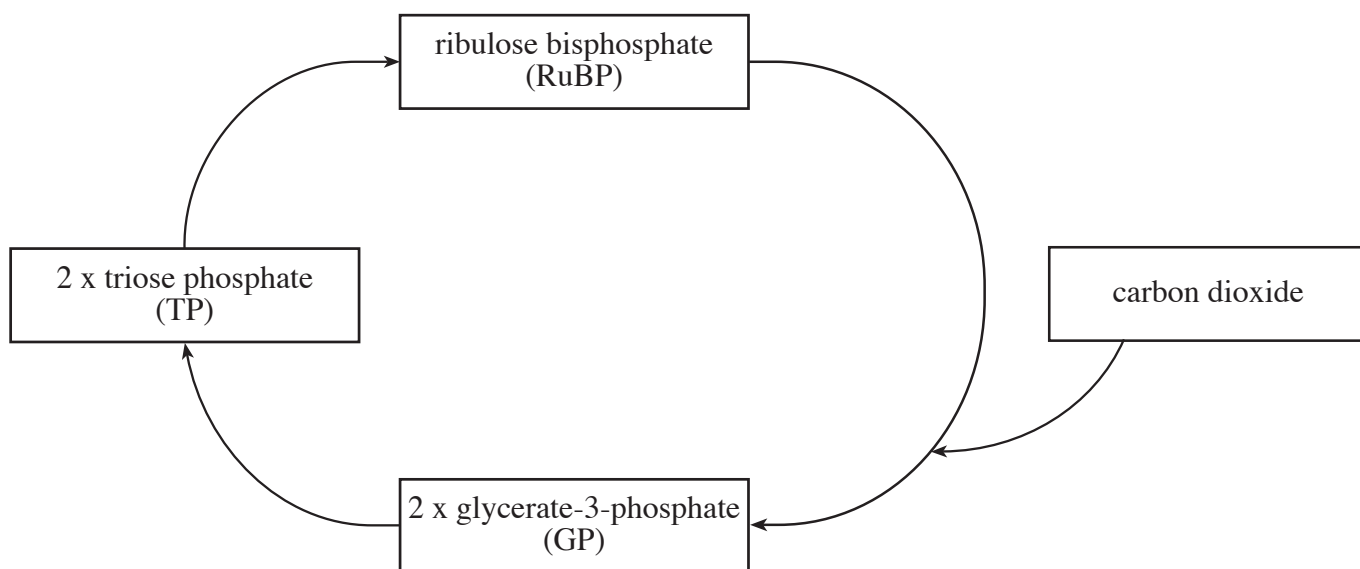 ribulose bisphosphate
(RuBP)
2 x triose phosphate
(TP)
carbon dioxide
2 x glycerate-3-phosphate
(GP)